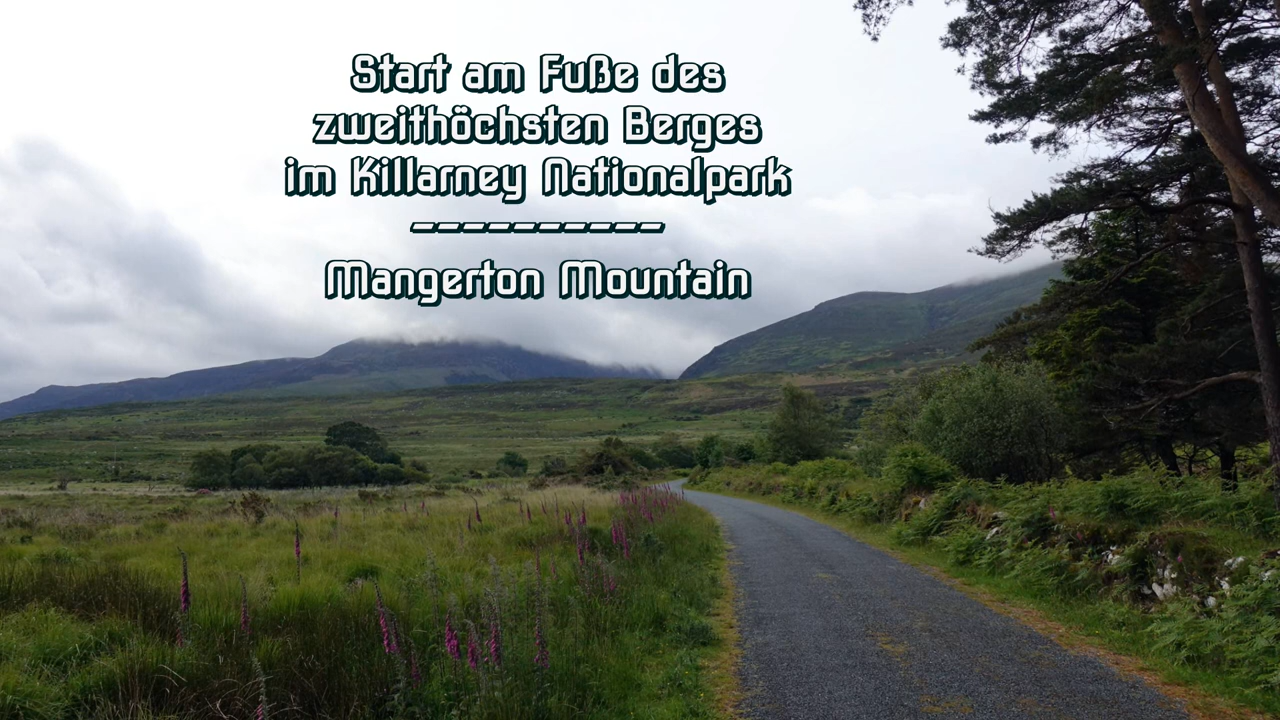 Start am Fuße des
zweithöchsten Berges
im Killarney Nationalpark
----------
Mangerton Mountain